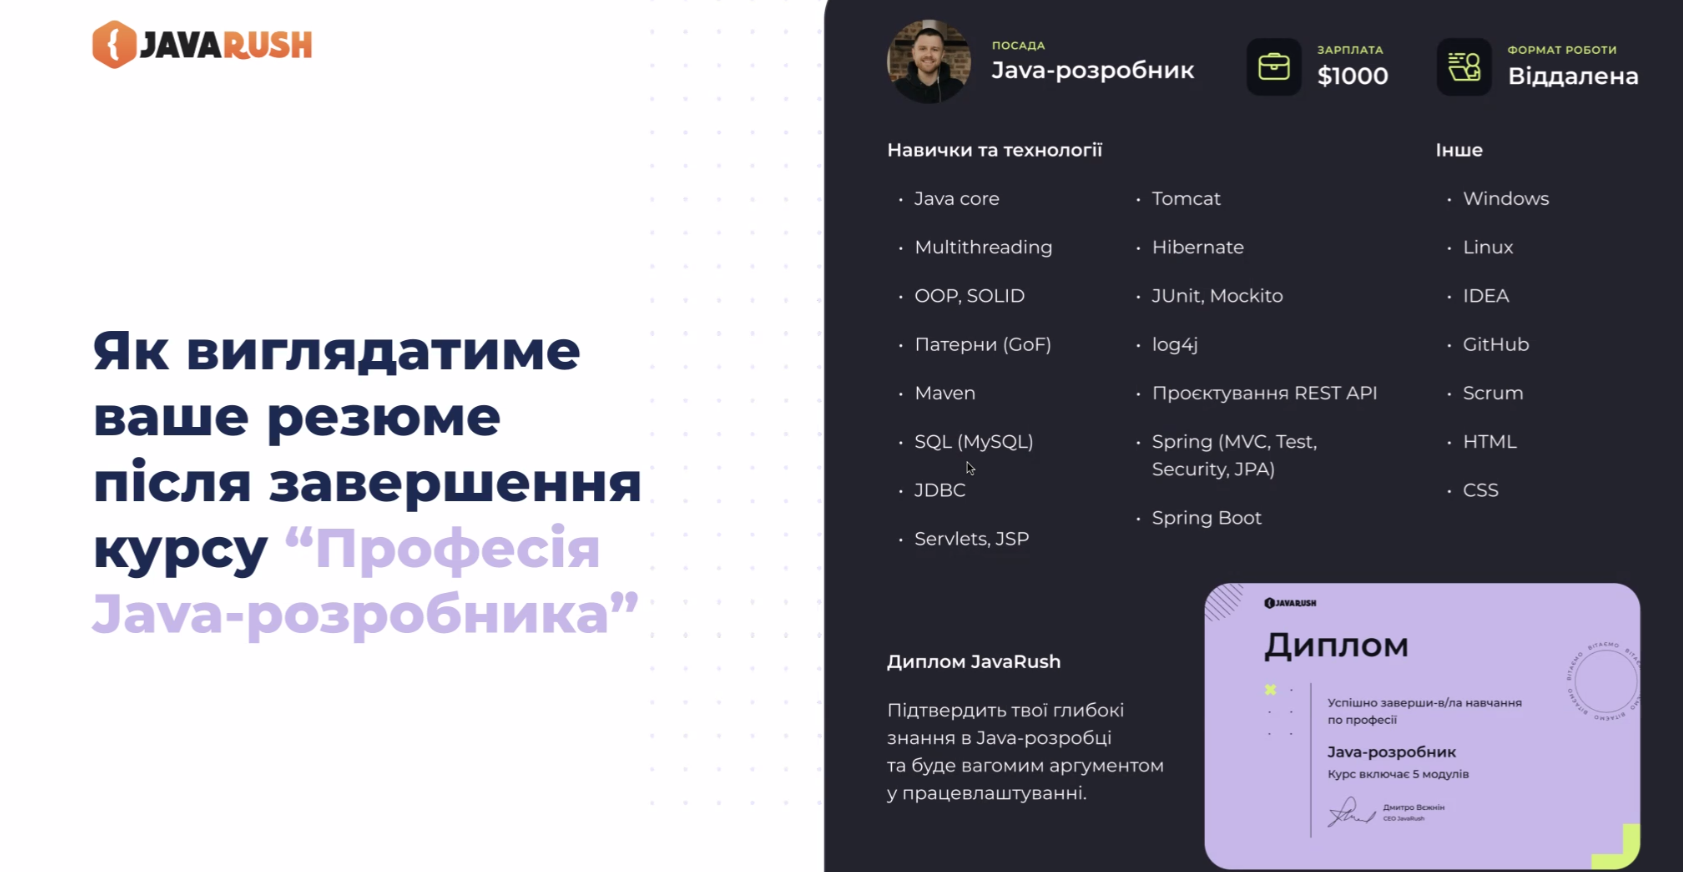 JAVARUSH
Як виглядатиме
ваше резюме
після завершення
курсу “Професія
Java-розробника”
ПОСАДА
Java-розробник
ЗАРПЛАТА
$1000
ФОРМАТ РОБОТИ
Віддалена
Навички та технології
• Java core
• Multithreading
• OOP, SOLID
• Патерни (GoF)
• Maven
• SQL (MySQL)
• JDBC
• Servlets, JSP
• Tomcat
• Hibernate
• JUnit, Mockito
• log4j
• Проєктування REST API
• Spring (MVC, Test,
Security, JPA)
• Spring Boot
Інше
• Windows
• Linux
• IDEA
• GitHub
• Scrum
• HTML
• CSS
Диплом JavaRush
Підтвердить твої глибокі
знання в Java-розробці
та буде вагомим аргументом
у працевлаштуванні.
JAVARUSH
Диплом
Успішно заверши-в/ла навчання
по професії
Java-розробник
Курс включає 5 модулів
Дмитро Вєжнін
CEO JavaRush
ВІТАЄМО ВІТАЄМО ВІТАЄМО ВІТАЄМО